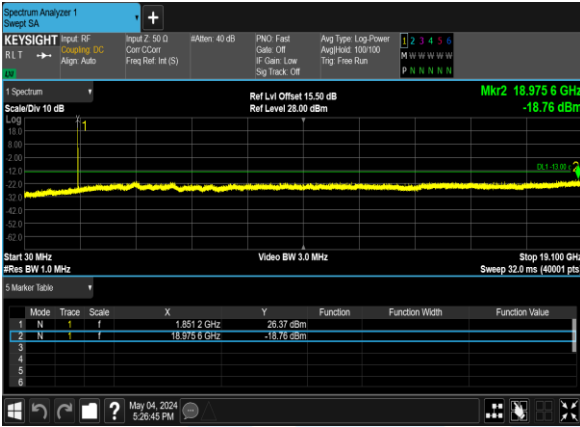 Spectrum Analyzer 1
Swept SA
KEYSIGHT Input: RF Input Z: 50 Ω #Atten: 40 dB PNO: Fast Avg Type: Log-Power 1 2 3 4 5 6
RLT Coupling: DC Corr CCorr Gate: Off Avg|Hold: 100/100 M W W W W W
Align: Auto Freq Ref: Int (S) IF Gain: Low Trig: Free Run
Sig Track: Off P N N N N N
1 Spectrum Ref Lvl Offset 15.50 dB Mkr2 18.975 6 GHz
Scale/Div 10 dB Ref Level 28.00 dBm -18.76 dBm
Log
18.0
8.00
-2.00
-12.0
-22.0
-32.0
-42.0
-52.0
-62.0
1
DL1 -13.00
2
Start 30 MHz Video BW 3.0 MHz Stop 19.100 GHz
#Res BW 1.0 MHz Sweep 32.0 ms (40001 pts
5 Marker Table
Mode Trace Scale X Y Function Function Width Function Value
1 N 1 f 1.851 2 GHz 26.37 dBm
2 N 1 f 18.975 6 GHz -18.76 dBm
3
4
5
6
May 04, 2024
5:26:45 PM